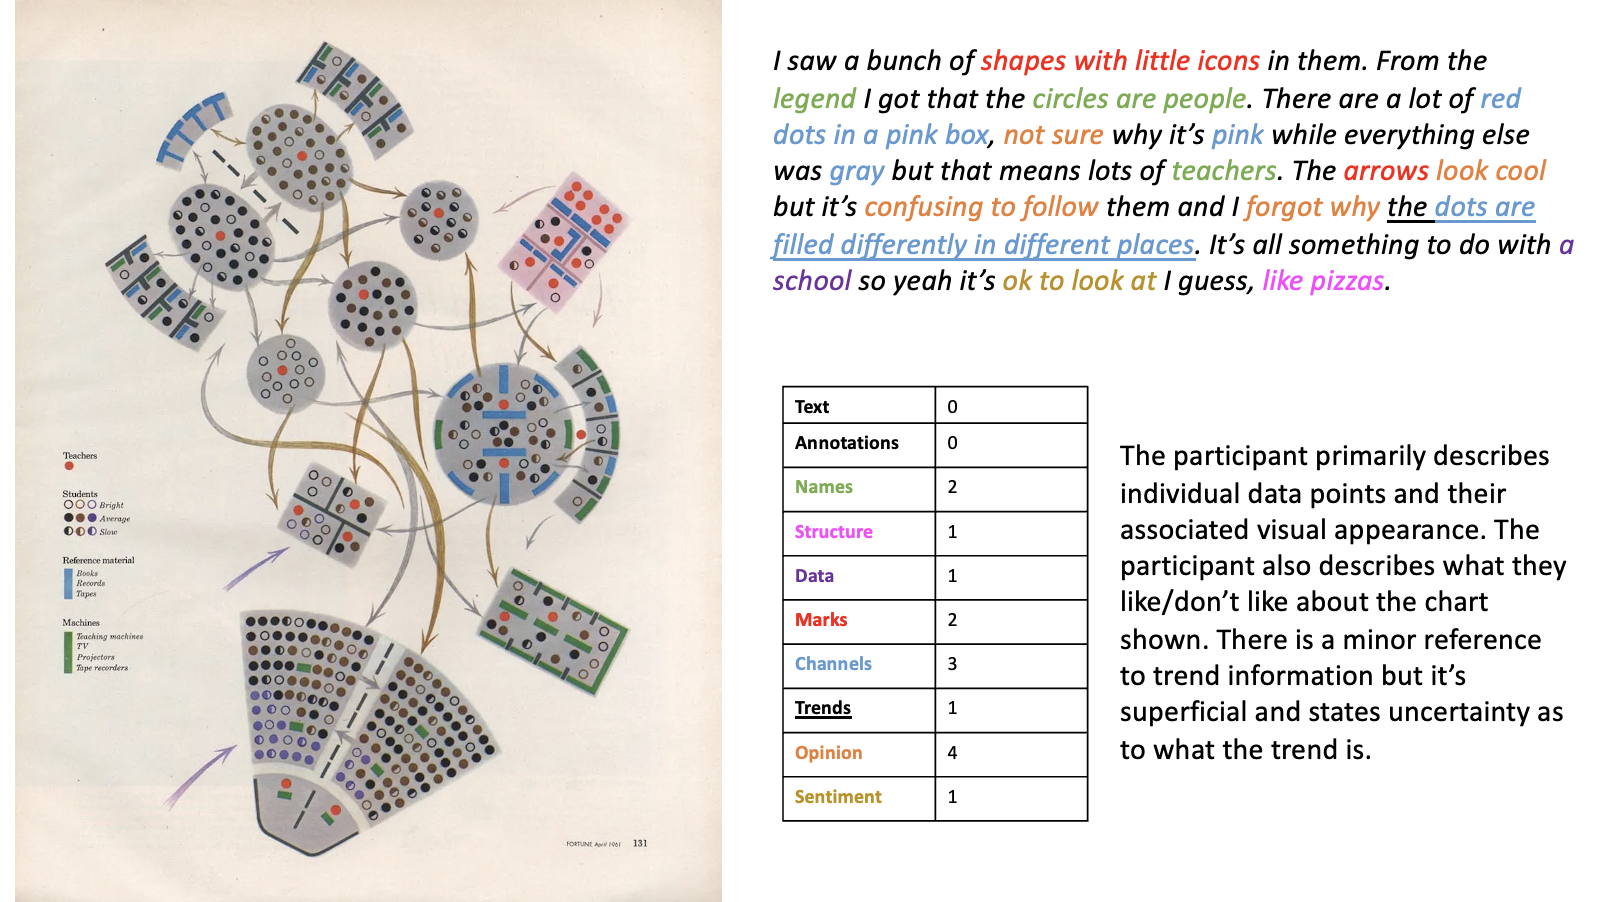 Teachers
Students
Bright
Average
Slow
Reference material
Books
Records
Tapes
Machines
Teaching machines
TV
Projectors
Tape recorders
FORTUNE April 1961 131
I saw a bunch of shapes with little icons in them. From the
legend I got that the circles are people. There are a lot of red
dots in a pink box, not sure why it's pink while everything else
was gray but that means lots of teachers. The arrows look cool
but it's confusing to follow them and I forgot why the dots are
filled differently in different places. It's all something to do with a
school so yeah it's ok to look at I guess, like pizzas.
Text 0
Annotations 0
Names 2
Structure 1
Data 1
Marks 2
Channels 3
Trends 1
Opinion 4
Sentiment 1
The participant primarily describes
individual data points and their
associated visual appearance. The
participant also describes what they
like/don't like about the chart
shown. There is a minor reference
to trend information but it's
superficial and states uncertainty as
to what the trend is.